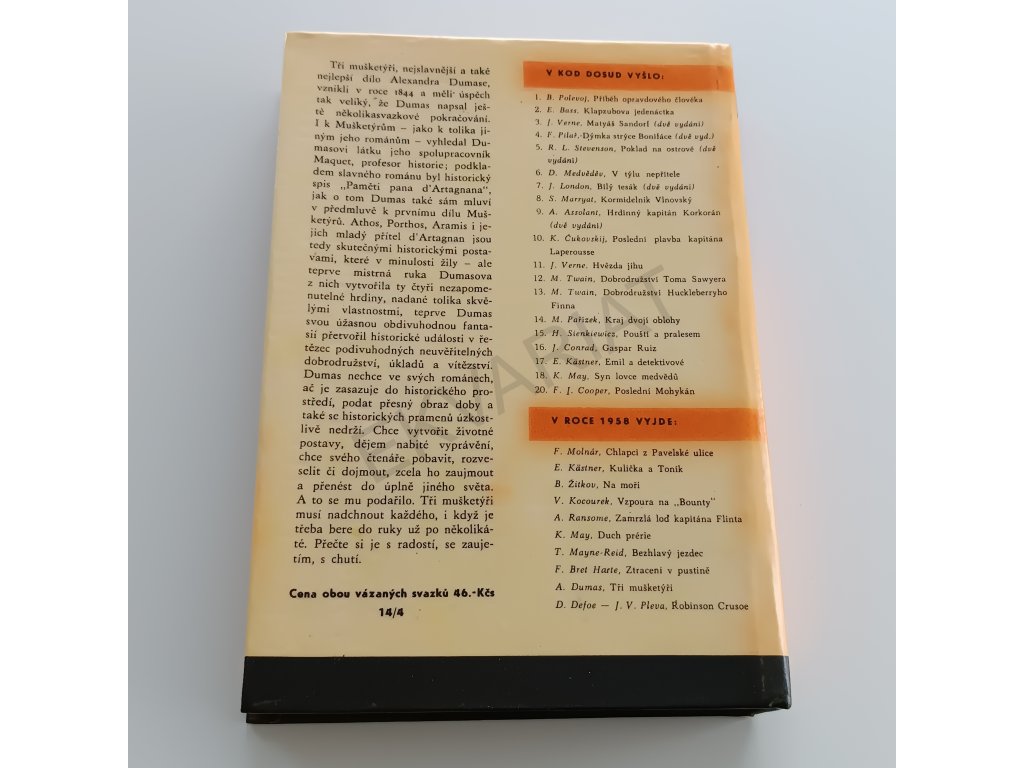 Tři mušketýři, nejslavnější a také
nejlepší dílo Alexandra Dumase,
vznikli v roce 1844 a měli úspěch
tak veliký, že Dumas napsal ješ-
tě několikasvazkové pokračování.
I k Mušketýrům – jako k tolika ji-
ným jeho románům – vyhledal Du-
masovi látku jeho spolupracovník
Maquet, profesor historie; podkla-
dem slavného románu byl historický
spis „Paměti pana d'Artagnana",
jak o tom Dumas také sám mluví
v předmluvě k prvnímu dílu Muš-
ketýrů. Athos, Porthos, Aramis i je-
jich mladý přítel d'Artagnan jsou
tedy skutečnými historickými posta-
vami, které v minulosti žily – ale
teprve mistrná ruka Dumasova
z nich vytvořila ty čtyři nezapome-
nutelné hrdiny, nadané tolika skvě-
lými vlastnostmi, teprve Dumas
svou úžasnou obdivuhodnou fanta-
sií přetvořil historické události v ře-
tězec podivuhodných neuvěřitelných
dobrodružství, úkladů a vítězství.
Dumas nechce ve svých románech,
ač je zasazuje do historického pro-
středí, podat přesný obraz doby a
také se historických pramenů úzkost-
livě nedrží. Chce vytvořit životné
postavy, dějem nabité vyprávění,
chce svého čtenáře pobavit, rozve-
selit či dojmout, zcela ho zaujmout
a přenést do úplně jiného světa.
A to se mu podařilo. Tři mušketýři
musí nadchnout každého, i když je
třeba bere do ruky už po několiká-
té. Přečte si je s radostí, se zauje-
tím, s chutí.
Cena obou vázaných svazků 46.-Kčs
14/4
V KOD DOSUD VYŠLO:
1. B. Polevoj, Příběh opravdového člověka
2. E. Bass, Klapzubova jedenáctka
3. J. Verne, Matyáš Sandorf (dvě vydání)
4. F. Pilař, Dýmka strýce Bonifáce (dvě vyd.)
5. R. L. Stevenson, Poklad na ostrově (dvě
vydání)
6. D. Medvěděv, V týlu nepřítele
7. J. London, Bílý tesák (dvě vydání)
8. S. Marryat, Kormidelník Vlnovský
9. A. Assolant, Hrdinný kapitán Korkorán
(dvě vydání)
10. K. Čukovskij, Poslední plavba kapitána
Laperousse
11. J. Verne, Hvězda jihu
12. M. Twain, Dobrodružství Toma Sawyera
13. M. Twain, Dobrodružství Huckleberryho
Finna
14. M. Pařízek, Kraj dvojí oblohy
15. H. Sienkiewicz, Pouští a pralesem
16. J. Conrad, Gaspar Ruiz
17. E. Kästner, Emil a detektivové
18. K. May, Syn lovce medvědů
20. F. J. Cooper, Poslední Mohykán
V ROCE 1958 VYJDE:
F. Molnár, Chlapci z Pavelské ulice
E. Kästner, Kulička a Toník
B. Žitkov, Na moři
V. Kocourek, Vzpoura na „Bounty"
A. Ransome, Zamrzlá loď kapitána Flinta
K. May, Duch prérie
T. Mayne-Reid, Bezhlavý jezdec
F. Bret Harte, Ztraceni v pustině
A. Dumas, Tři mušketýři
D. Defoe — J. V. Pleva, Robinson Crusoe